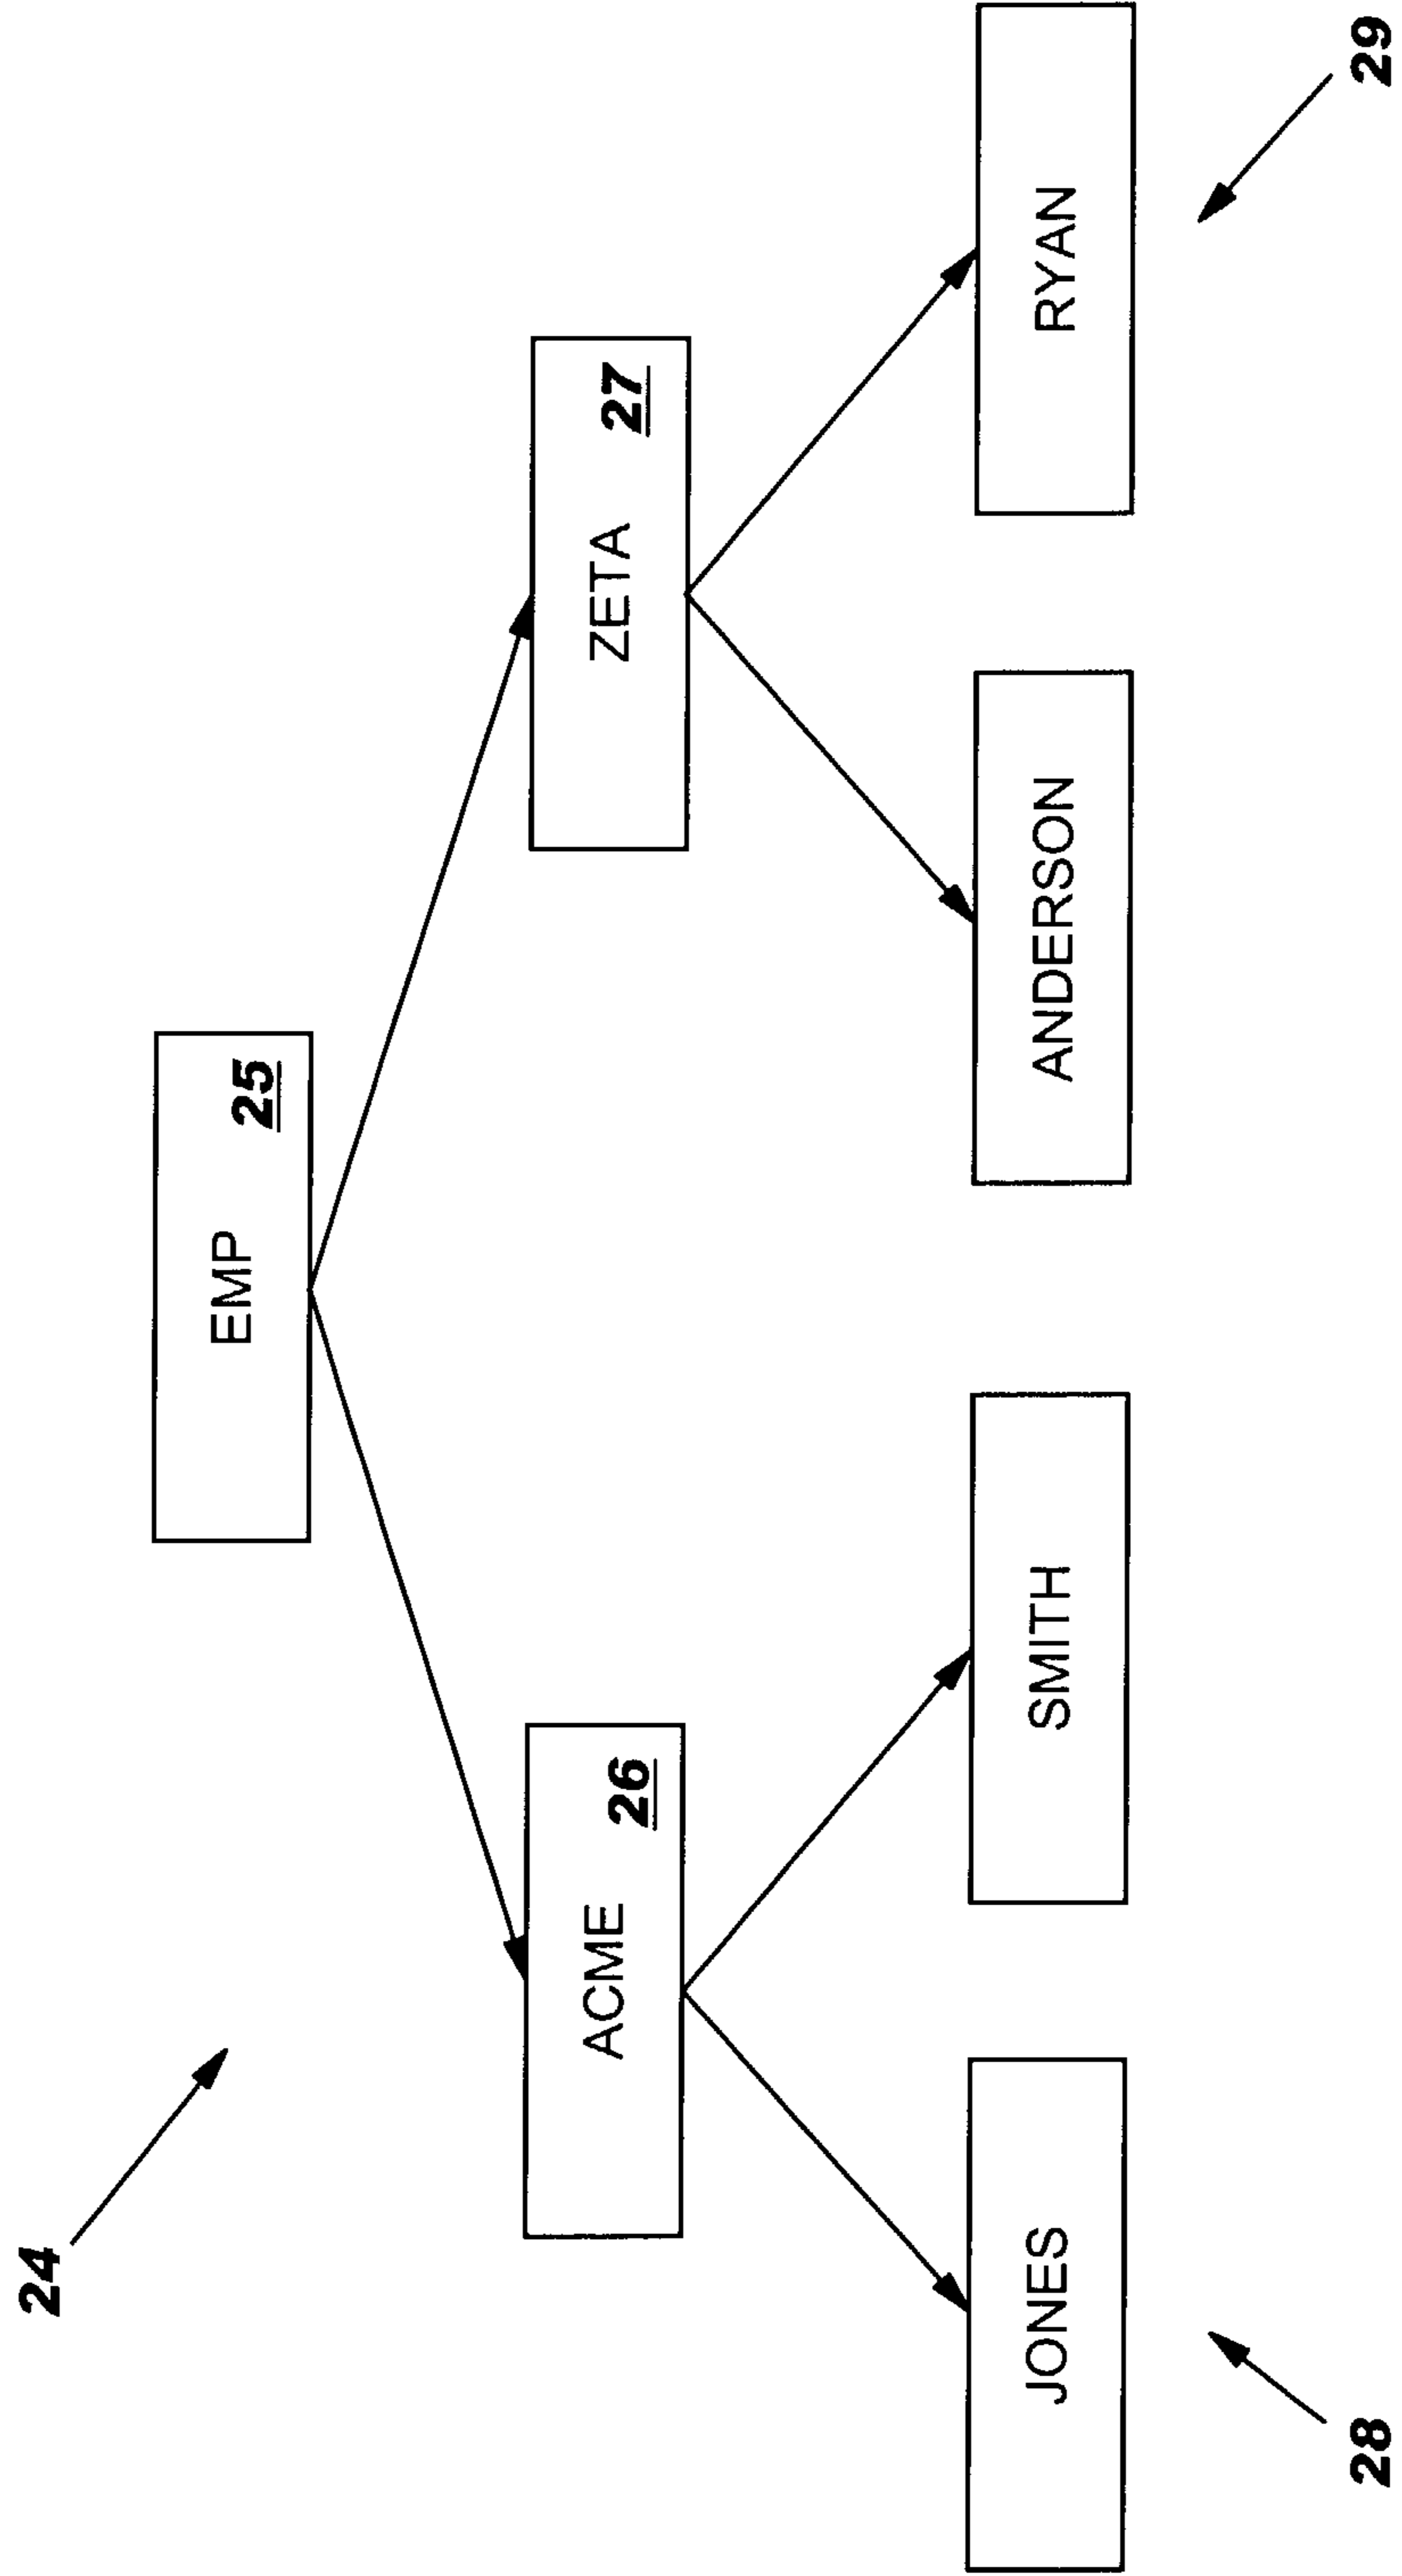 24
EMP
25
ACME
26
ZETA
27
JONES
SMITH
ANDERSON
RYAN
28
29